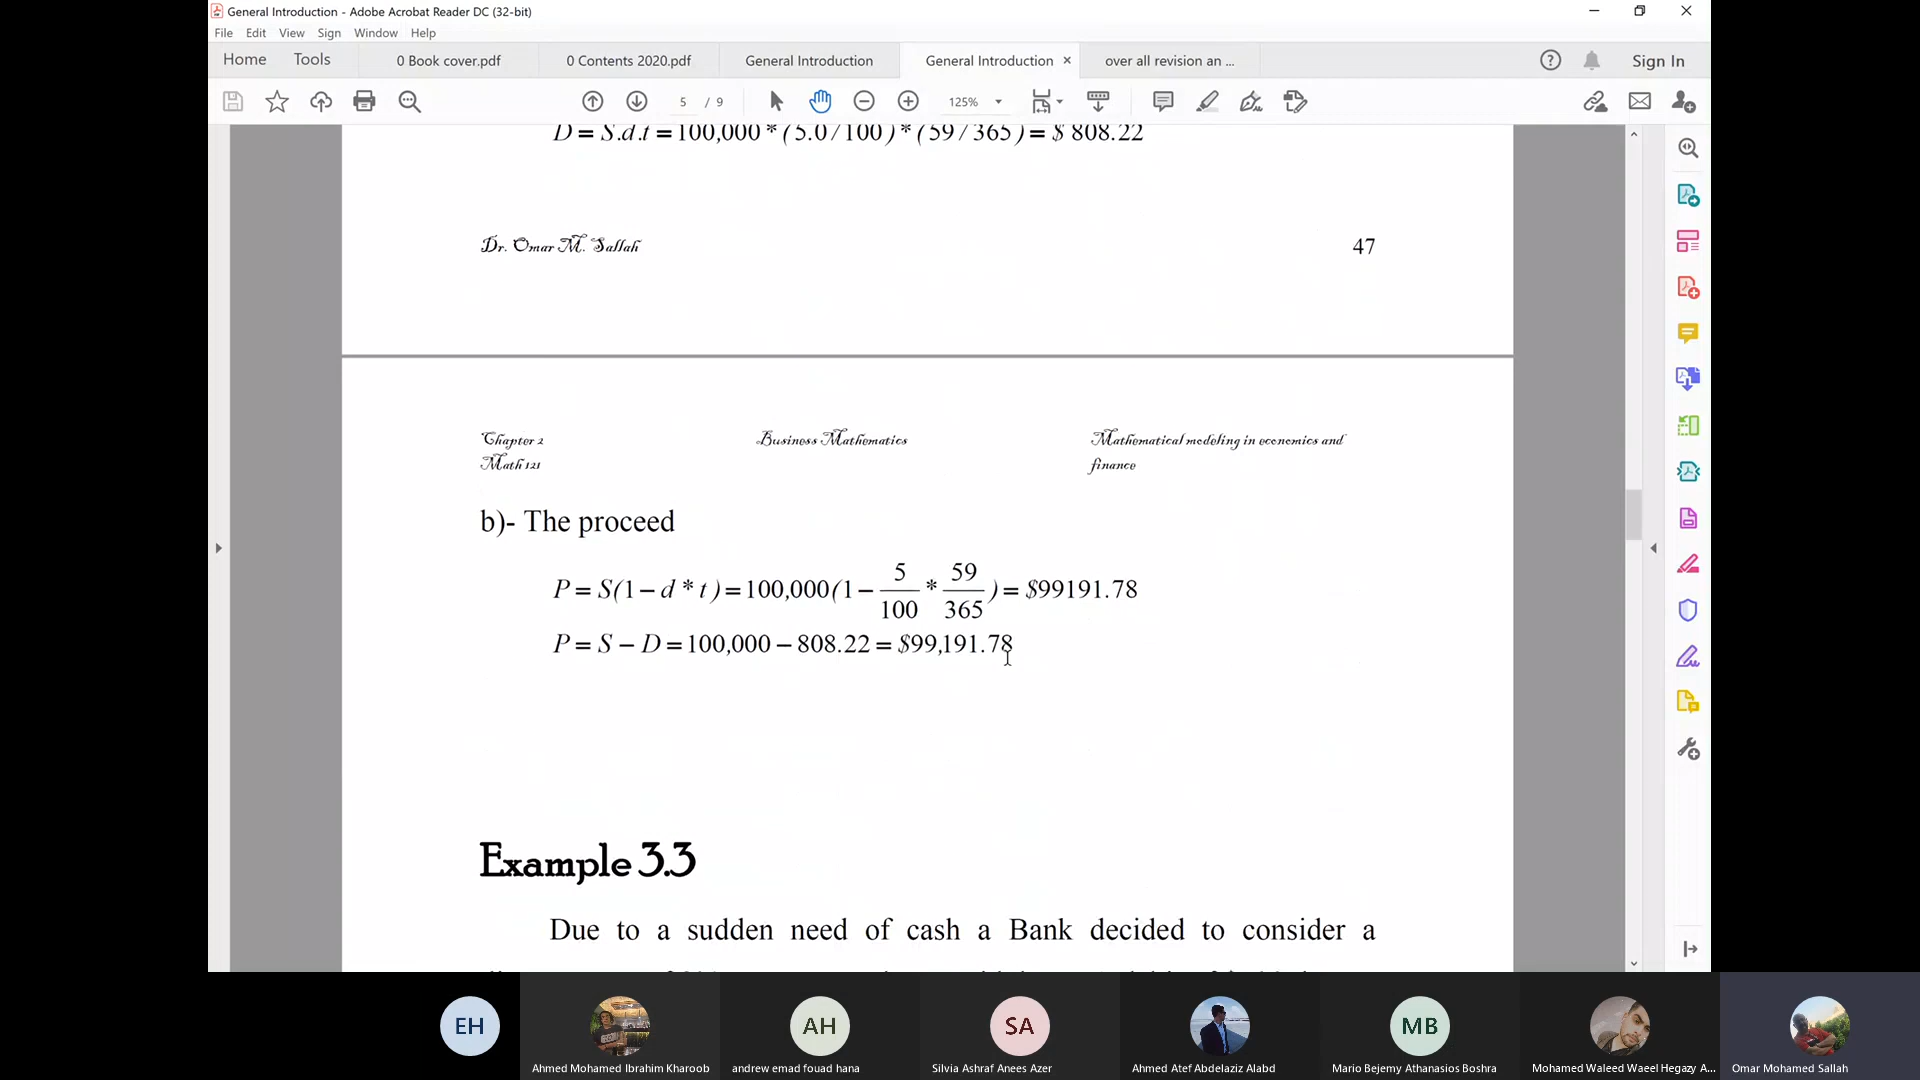 General Introduction - Adobe Acrobat Reader DC (32-bit)
File Edit View Sign Window Help
Home Tools 0 Book cover.pdf 0 Contents 2020.pdf General Introduction General Introduction × over all revision an ... Sign In
5 / 9 125%
D = S.d.t = 100,000 * (5.0 / 100) * (59 / 365) = $ 808.22
Dr. Omar M. Sallah 47
Chapter 2 Business Mathematics Mathematical modeling in economics and
Math 121 finance
b)- The proceed
P = S(1 − d * t) = 100,000(1 − 5/100 * 59/365) = $99191.78
P = S − D = 100,000 − 808.22 = $99,191.78
Example 3.3
Due to a sudden need of cash a Bank decided to consider a
EH AH SA MB
Ahmed Mohamed Ibrahim Kharoob andrew emad fouad hana Silvia Ashraf Anees Azer Ahmed Atef Abdelaziz Alabd Mario Bejemy Athanasios Boshra Mohamed Waleed Wael Hegazy A... Omar Mohamed Sallah